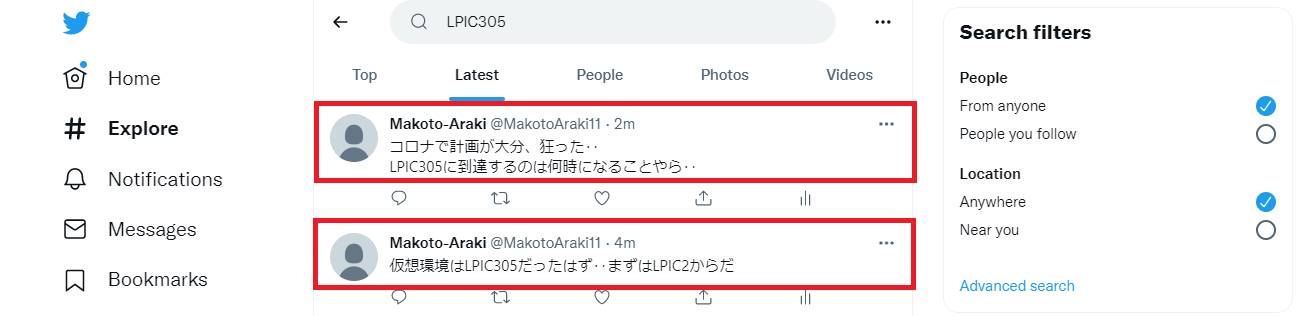 Home
Explore
Notifications
Messages
Bookmarks
LPIC305
Top Latest People Photos Videos
Makoto-Araki @MakotoAraki11 · 2m
コロナで計画が大分、狂った‥
LPIC305に到達するのは何時になることやら‥
Makoto-Araki @MakotoAraki11 · 4m
仮想環境はLPIC305だったはず‥まずはLPIC2からだ
Search filters
People
From anyone
People you follow
Location
Anywhere
Near you
Advanced search